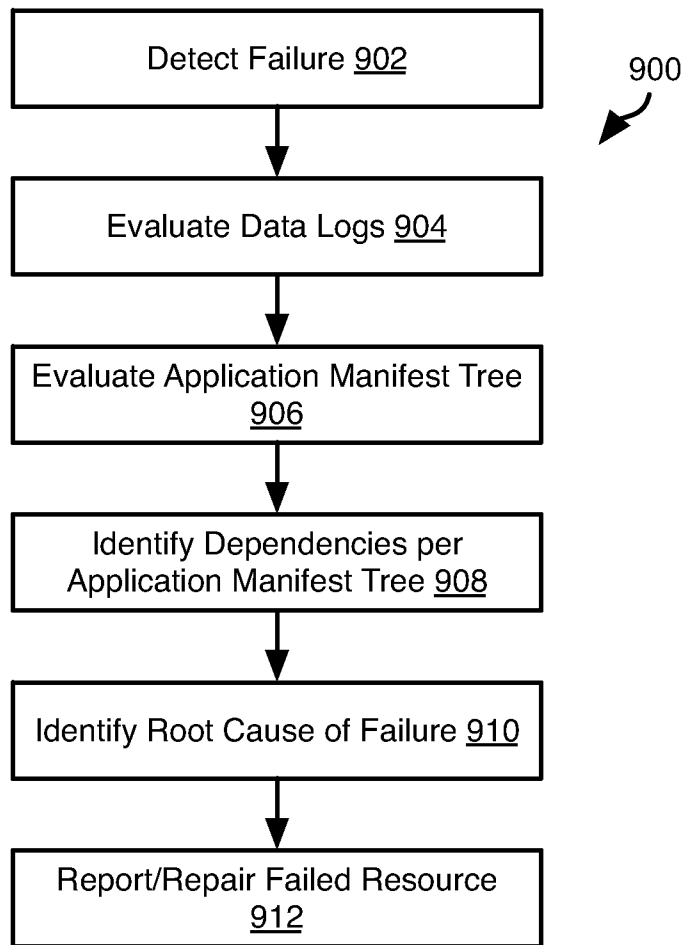 Detect Failure 902
900
Evaluate Data Logs 904
Evaluate Application Manifest Tree
906
Identify Dependencies per
Application Manifest Tree 908
Identify Root Cause of Failure 910
Report/Repair Failed Resource
912